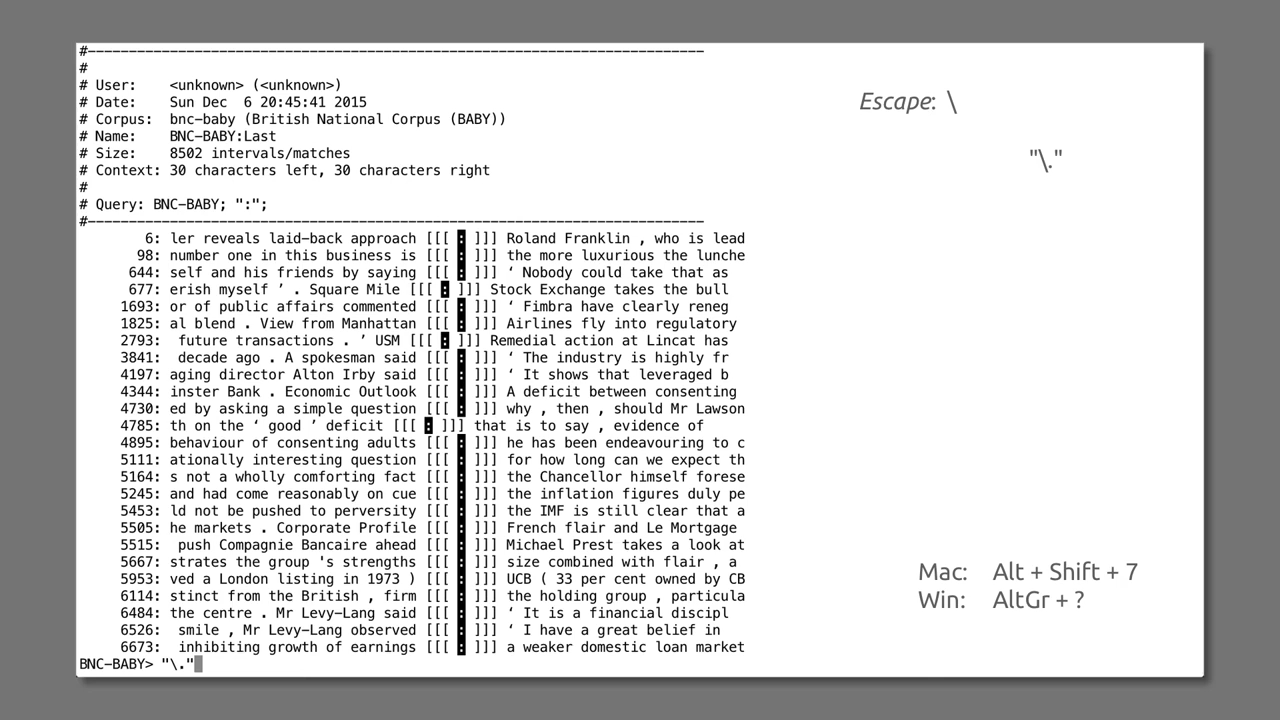 #---------------------------------------------------------------------------
#
# User:    <unknown> (<unknown>)
# Date:    Sun Dec  6 20:45:41 2015
# Corpus:  bnc-baby (British National Corpus (BABY))
# Name:    BNC-BABY:Last
# Size:    8502 intervals/matches
# Context: 30 characters left, 30 characters right
#
# Query: BNC-BABY; ":";
#---------------------------------------------------------------------------
6: ler reveals laid-back approach [[[ : ]]] Roland Franklin , who is lead
98: number one in this business is [[[ : ]]] the more luxurious the lunche
644: self and his friends by saying [[[ : ]]] ‘ Nobody could take that as
677: erish myself ’ . Square Mile [[[ : ]]] Stock Exchange takes the bull
1693: or of public affairs commented [[[ : ]]] ‘ Fimbra have clearly reneg
1825: al blend . View from Manhattan [[[ : ]]] Airlines fly into regulatory
2793:  future transactions . ’ USM [[[ : ]]] Remedial action at Lincat has
3841:  decade ago . A spokesman said [[[ : ]]] ‘ The industry is highly fr
4197: aging director Alton Irby said [[[ : ]]] ‘ It shows that leveraged b
4344: inster Bank . Economic Outlook [[[ : ]]] A deficit between consenting
4730: ed by asking a simple question [[[ : ]]] why , then , should Mr Lawson
4785: th on the ‘ good ’ deficit [[[ : ]]] that is to say , evidence of
4895: behaviour of consenting adults [[[ : ]]] he has been endeavouring to c
5111: ationally interesting question [[[ : ]]] for how long can we expect th
5164: s not a wholly comforting fact [[[ : ]]] the Chancellor himself forese
5245: and had come reasonably on cue [[[ : ]]] the inflation figures duly pe
5453: ld not be pushed to perversity [[[ : ]]] the IMF is still clear that a
5505: he markets . Corporate Profile [[[ : ]]] French flair and Le Mortgage
5515:  push Compagnie Bancaire ahead [[[ : ]]] Michael Prest takes a look at
5667: strates the group 's strengths [[[ : ]]] size combined with flair , a
5953: ved a London listing in 1973 ) [[[ : ]]] UCB ( 33 per cent owned by CB
6114: stinct from the British , firm [[[ : ]]] the holding group , particula
6484: the centre . Mr Levy-Lang said [[[ : ]]] ‘ It is a financial discipl
6526:  smile , Mr Levy-Lang observed [[[ : ]]] ‘ I have a great belief in
6673:  inhibiting growth of earnings [[[ : ]]] a weaker domestic loan market
BNC-BABY> "\."
Escape: \
"\."
Mac: Alt + Shift + 7
Win: AltGr + ?